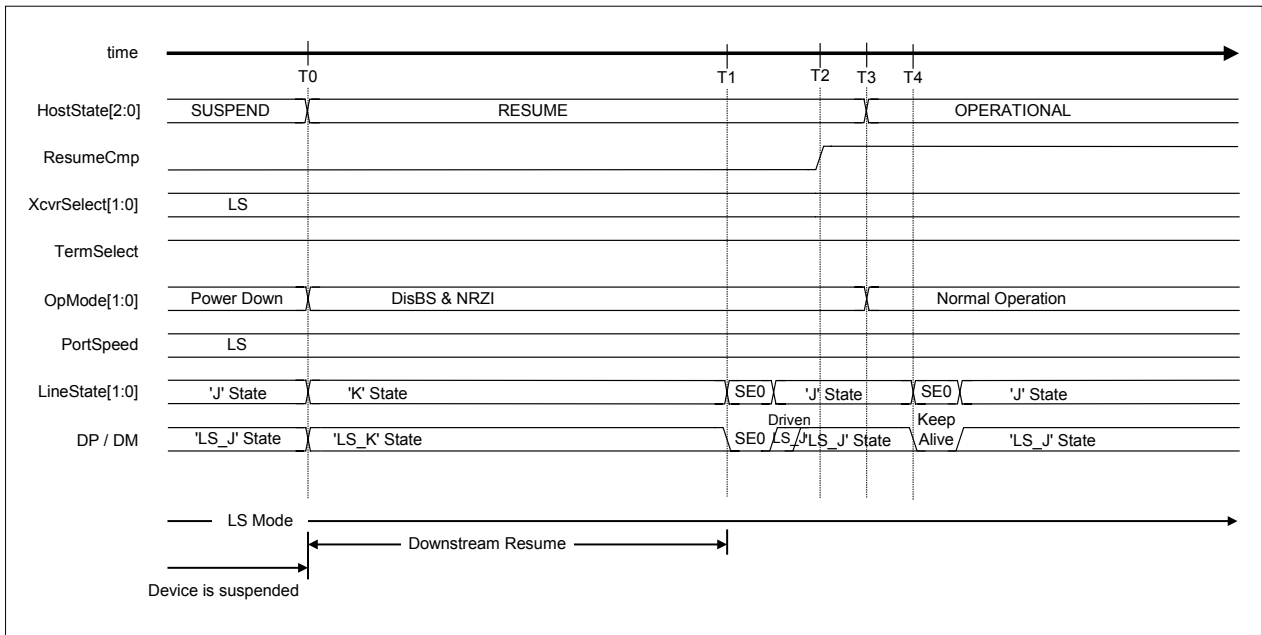 time
T0 T1 T2 T3 T4
HostState[2:0] SUSPEND RESUME OPERATIONAL
ResumeCmp
XcvrSelect[1:0] LS
TermSelect
OpMode[1:0] Power Down DisBS & NRZI Normal Operation
PortSpeed LS
LineState[1:0] 'J' State 'K' State SE0 'J' State SE0 'J' State
Driven Keep
DP / DM 'LS_J' State 'LS_K' State SE0 LS_J 'LS_J' State Alive 'LS_J' State
LS Mode
Downstream Resume
Device is suspended